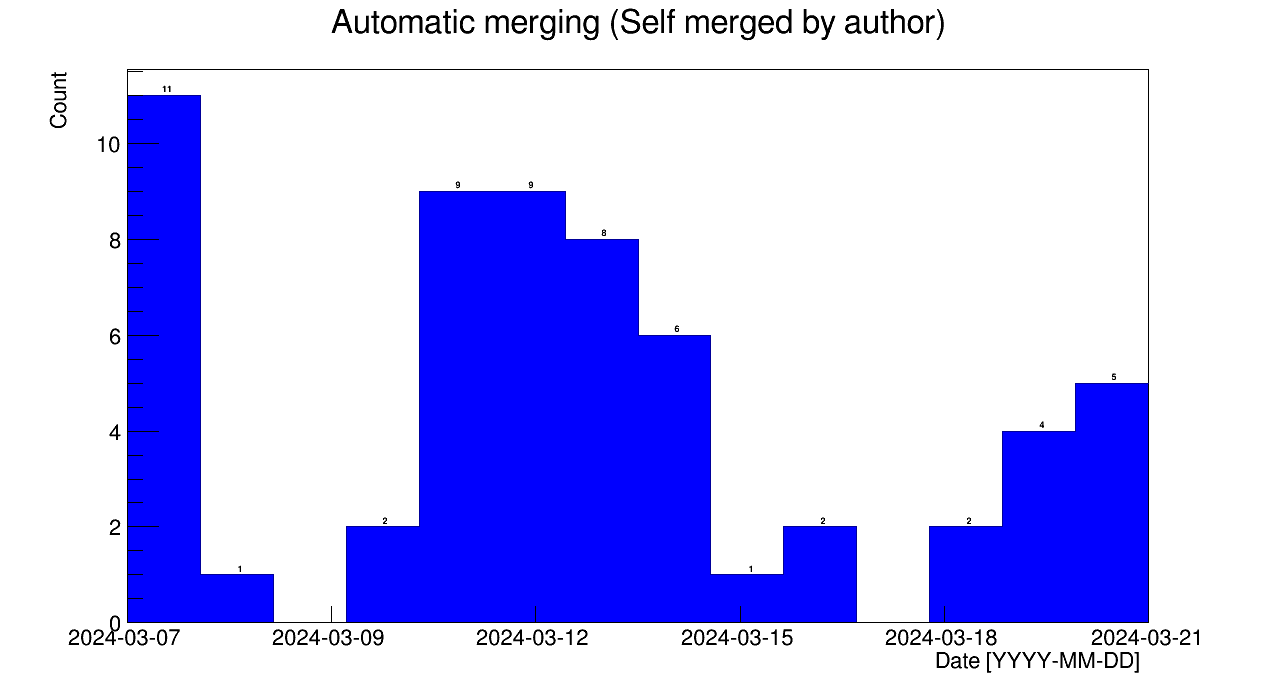 Automatic merging (Self merged by author)
Count
11
10
9 9
8
8
6
6
5
4
4
2
2 2 2
1 1
0
2024-03-07 2024-03-09 2024-03-12 2024-03-15 2024-03-18 2024-03-21
Date [YYYY-MM-DD]